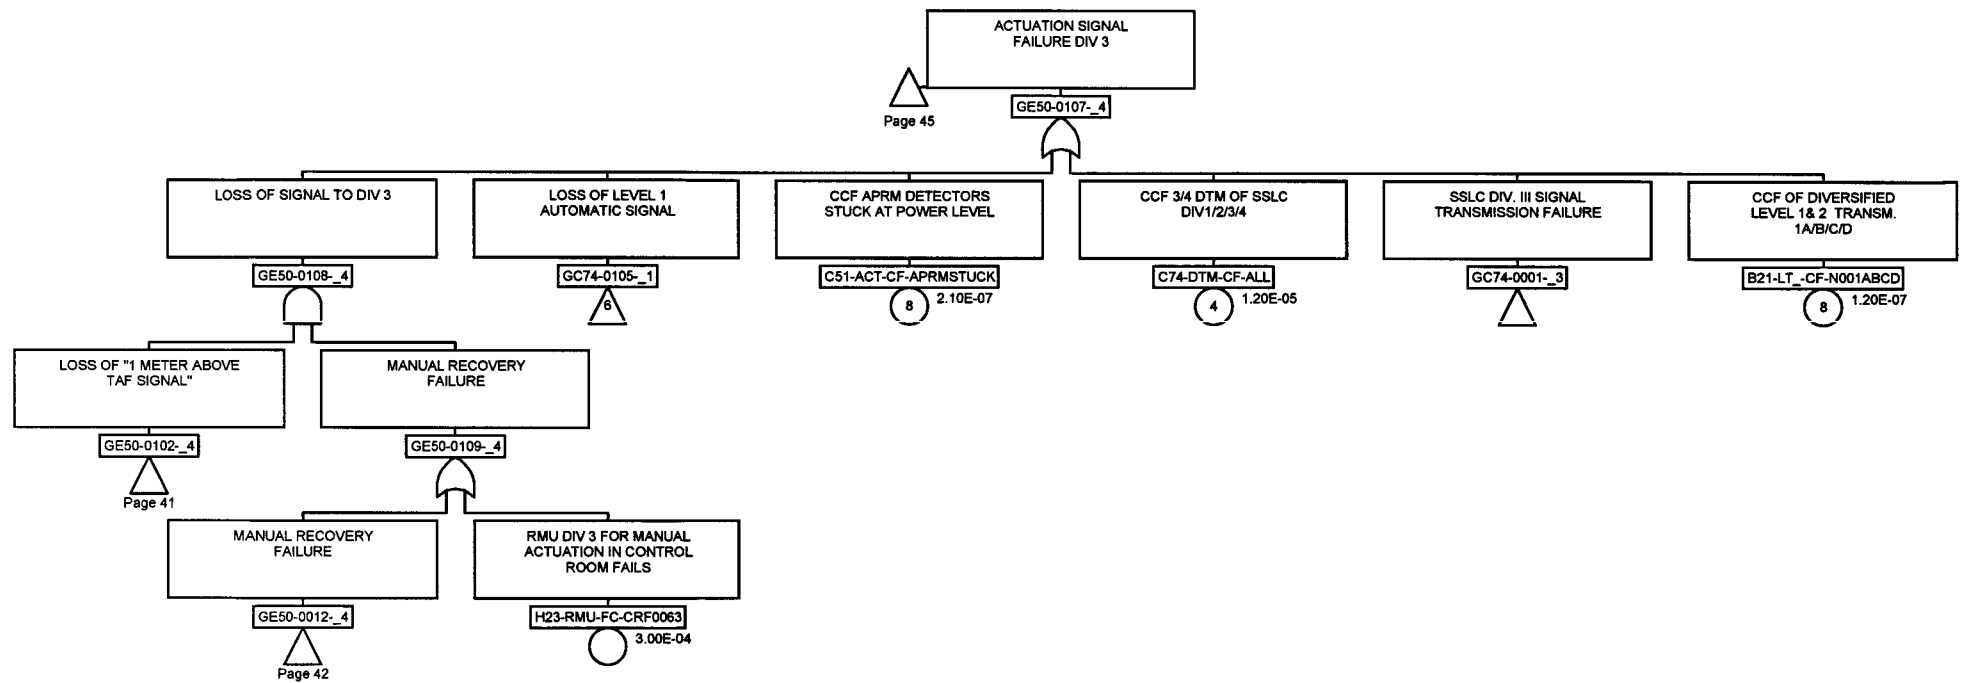 ACTUATION SIGNAL
FAILURE DIV 3
GE50-0107-_4
Page 45
LOSS OF SIGNAL TO DIV 3
GE50-0108-_4
LOSS OF LEVEL 1
AUTOMATIC SIGNAL
GC74-0105-_1
6
CCF APRM DETECTORS
STUCK AT POWER LEVEL
C51-ACT-CF-APRMSTUCK
8
2.10E-07
CCF 3/4 DTM OF SSLC
DIV1/2/3/4
C74-DTM-CF-ALL
4
1.20E-05
SSLC DIV. III SIGNAL
TRANSMISSION FAILURE
GC74-0001-_3
CCF OF DIVERSIFIED
LEVEL 1& 2 TRANSM.
1A/B/C/D
B21-LT_-CF-N001ABCD
8
1.20E-07
LOSS OF "1 METER ABOVE
TAF SIGNAL"
GE50-0102-_4
Page 41
MANUAL RECOVERY
FAILURE
GE50-0109-_4
MANUAL RECOVERY
FAILURE
GE50-0012-_4
Page 42
RMU DIV 3 FOR MANUAL
ACTUATION IN CONTROL
ROOM FAILS
H23-RMU-FC-CRF0063
3.00E-04